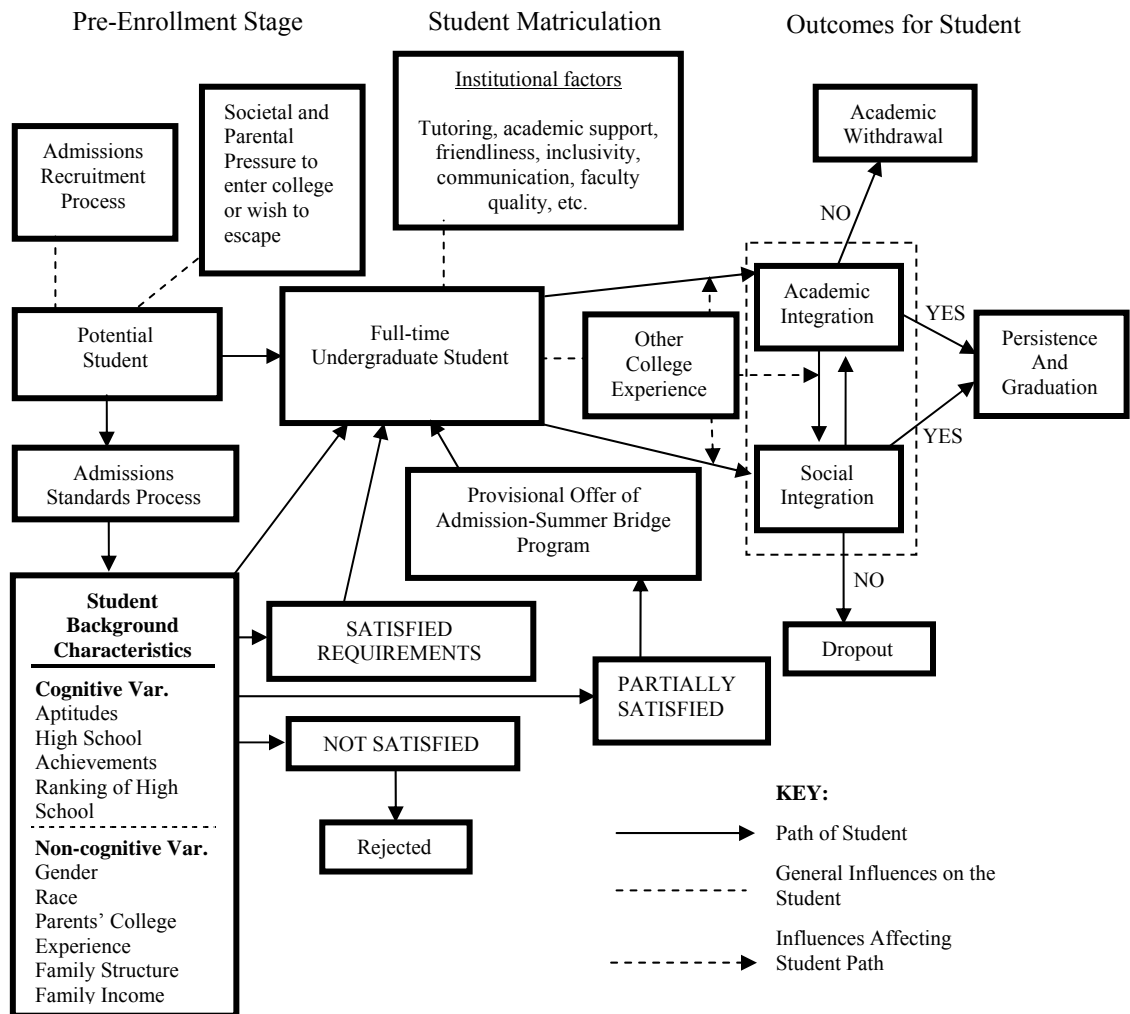 Pre-Enrollment Stage
Student Matriculation
Outcomes for Student
Admissions
Recruitment
Process
Societal and
Parental
Pressure to
enter college
or wish to
escape
Institutional factors
Tutoring, academic support,
friendliness, inclusivity,
communication, faculty
quality, etc.
Academic
Withdrawal
NO
Potential
Student
Full-time
Undergraduate Student
Other
College
Experience
Academic
Integration
YES
Persistence
And
Graduation
YES
Admissions
Standards Process
Provisional Offer of
Admission-Summer Bridge
Program
Social
Integration
NO
Dropout
Student
Background
Characteristics
Cognitive Var.
Aptitudes
High School
Achievements
Ranking of High
School
Non-cognitive Var.
Gender
Race
Parents’ College
Experience
Family Structure
Family Income
SATISFIED
REQUIREMENTS
PARTIALLY
SATISFIED
NOT SATISFIED
Rejected
KEY:
Path of Student
General Influences on the
Student
Influences Affecting
Student Path